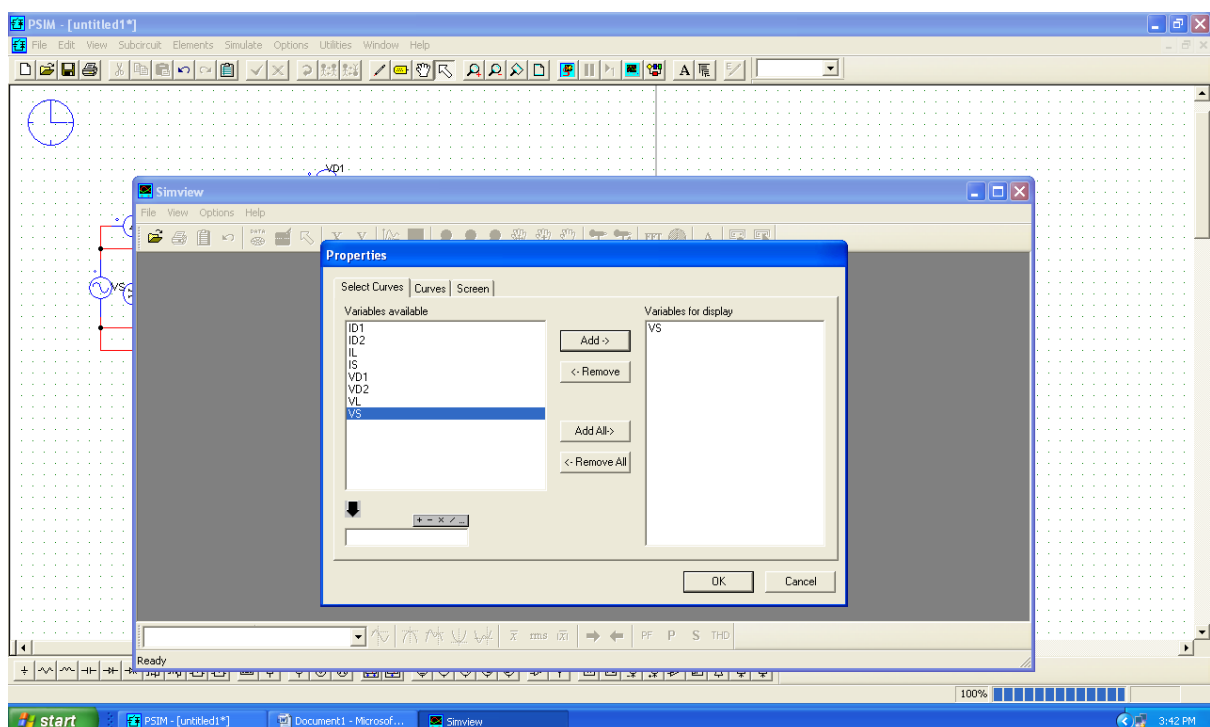 PSIM - [untitled1*]
File Edit View Subcircuit Elements Simulate Options Utilities Window Help
VD1
Simview
File View Options Help
DATA
X Y FFT A
VS
Properties
Select Curves Curves Screen
Variables available
Variables for display
ID1
ID2
IL
IS
VD1
VD2
VL
VS
VS
Add ->
<- Remove
Add All->
<- Remove All
+ - × / ...
OK Cancel
x rms |x| PF P S THD
Ready
100%
start PSIM - [untitled1*] Document1 - Microsof... Simview 3:42 PM